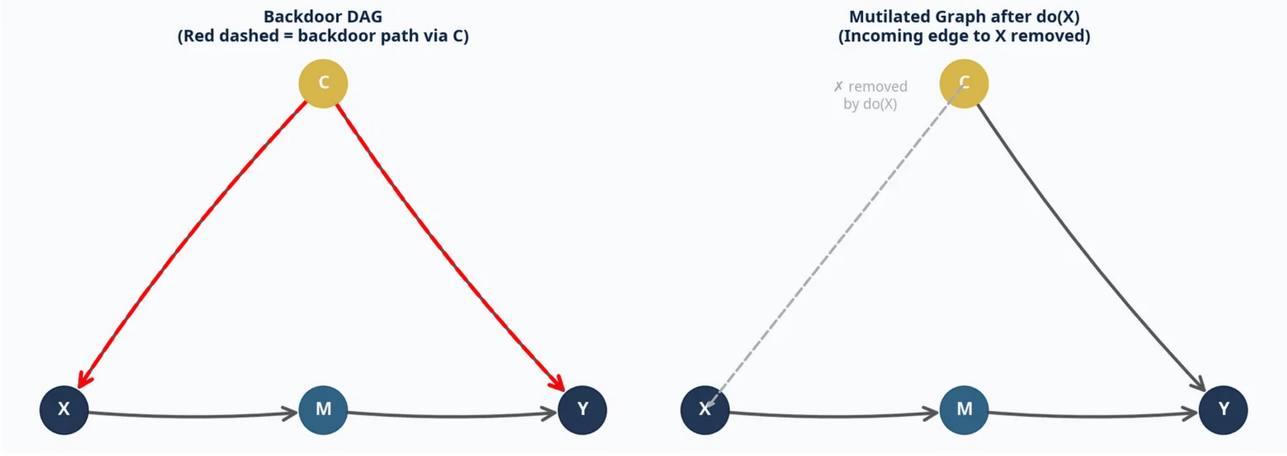 Backdoor DAG
(Red dashed = backdoor path via C)
C
X
M
Y
Mutilated Graph after do(X)
(Incoming edge to X removed)
✗ removed
by do(X)
C
X
M
Y